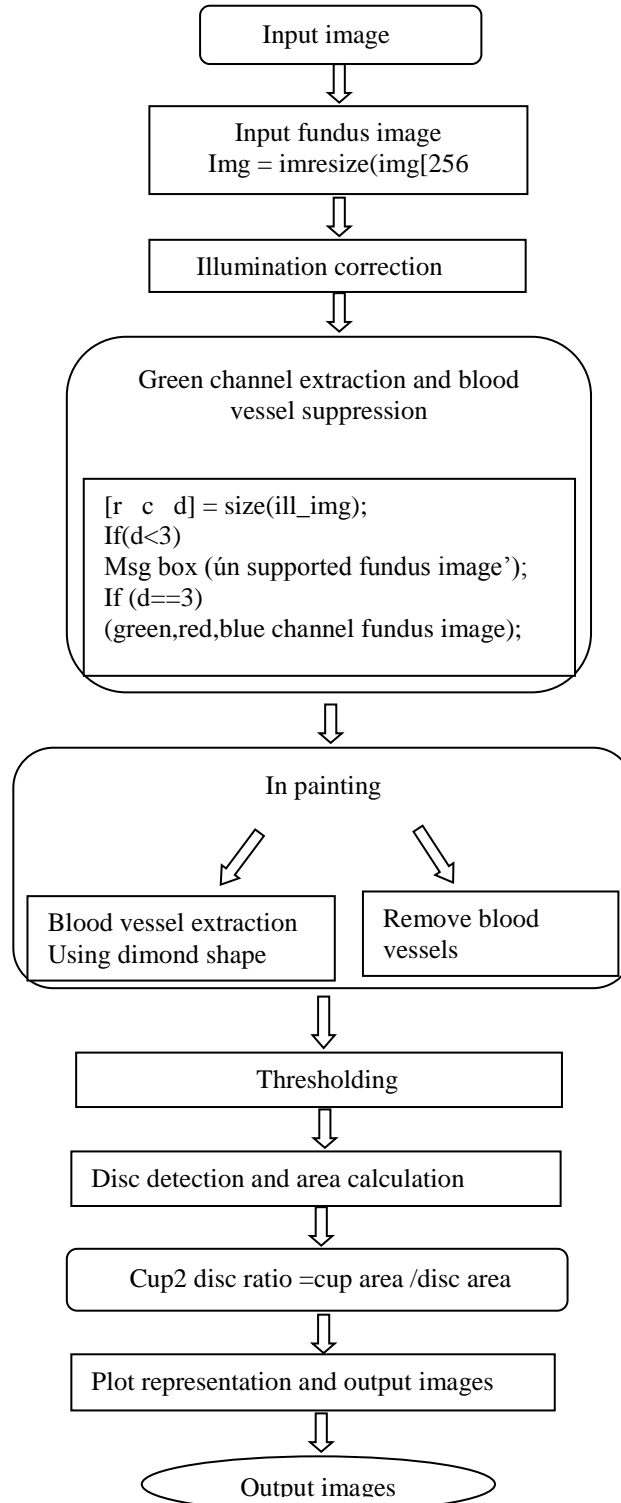 Input image
Input fundus image
Img = imresize(img[256
Illumination correction
Green channel extraction and blood
vessel suppression
[r c d] = size(ill_img);
If(d<3)
Msg box (ún supported fundus image’);
If (d==3)
(green,red,blue channel fundus image);
In painting
Blood vessel extraction
Using dimond shape
Remove blood
vessels
Thresholding
Disc detection and area calculation
Cup2 disc ratio =cup area /disc area
Plot representation and output images
Output images